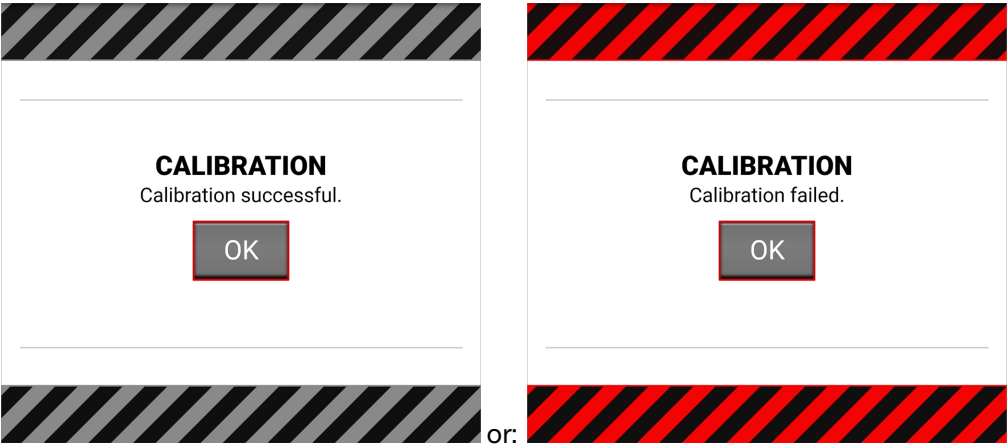 CALIBRATION
Calibration successful.
OK
or:
CALIBRATION
Calibration failed.
OK